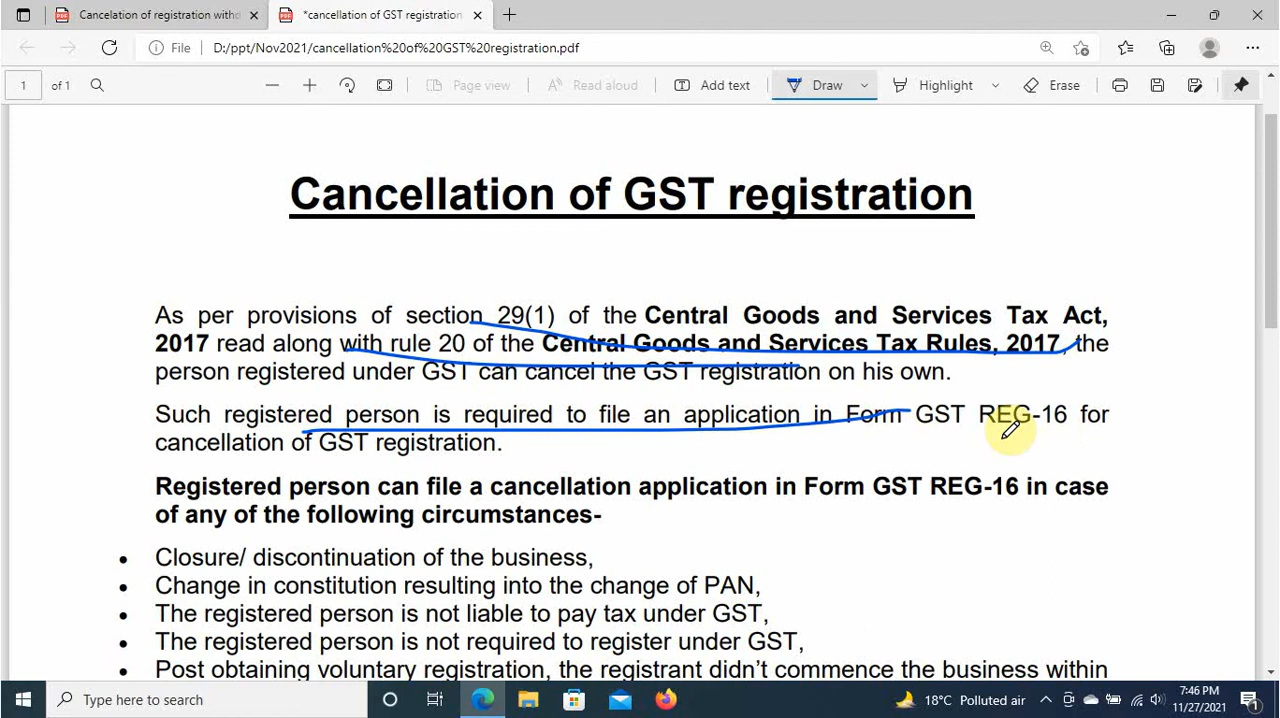 Cancelation of registration withd
*cancellation of GST registration
File D:/ppt/Nov2021/cancellation%20of%20GST%20registration.pdf
1 of 1 Page view Read aloud Add text Draw Highlight Erase
Cancellation of GST registration
As per provisions of section 29(1) of the Central Goods and Services Tax Act,
2017 read along with rule 20 of the Central Goods and Services Tax Rules, 2017, the
person registered under GST can cancel the GST registration on his own.
Such registered person is required to file an application in Form GST REG-16 for
cancellation of GST registration.
Registered person can file a cancellation application in Form GST REG-16 in case
of any of the following circumstances-
• Closure/ discontinuation of the business,
• Change in constitution resulting into the change of PAN,
• The registered person is not liable to pay tax under GST,
• The registered person is not required to register under GST,
• Post obtaining voluntary registration, the registrant didn't commence the business within
Type here to search 18°C Polluted air 7:46 PM
11/27/2021 1